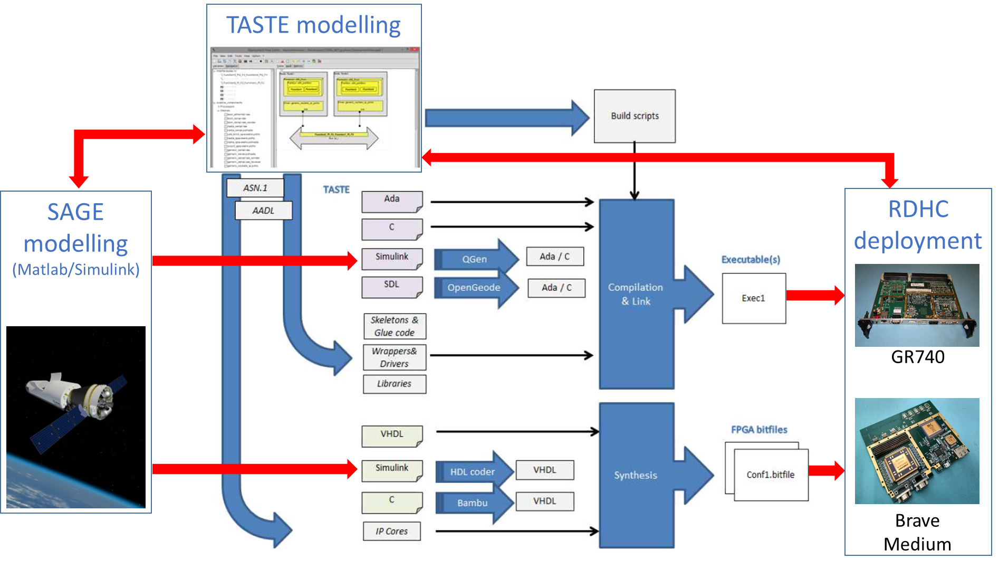 TASTE modelling
Build scripts
ASN.1
AADL
TASTE
SAGE
modelling
(Matlab/Simulink)
Ada
C
Simulink
QGen
Ada / C
SDL
OpenGeode
Ada / C
Skeletons &
Glue code
Wrappers&
Drivers
Libraries
Compilation
& Link
Executable(s)
Exec1
RDHC
deployment
GR740
VHDL
Simulink
HDL coder
VHDL
C
Bambu
VHDL
IP Cores
Synthesis
FPGA bitfiles
Conf1.bitfile
Brave
Medium